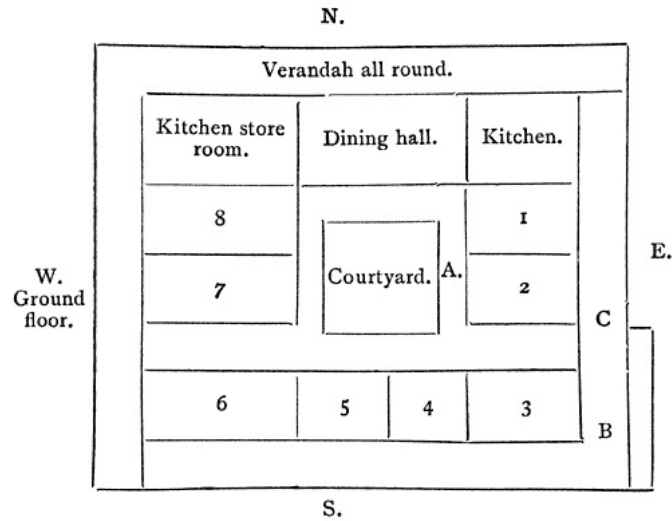 N.
Verandah all round.
Kitchen store
room.
Dining hall.
Kitchen.
8
1
E.
W.
Ground
floor.
7
Courtyard.
A.
2
C
6
5
4
3
B
S.